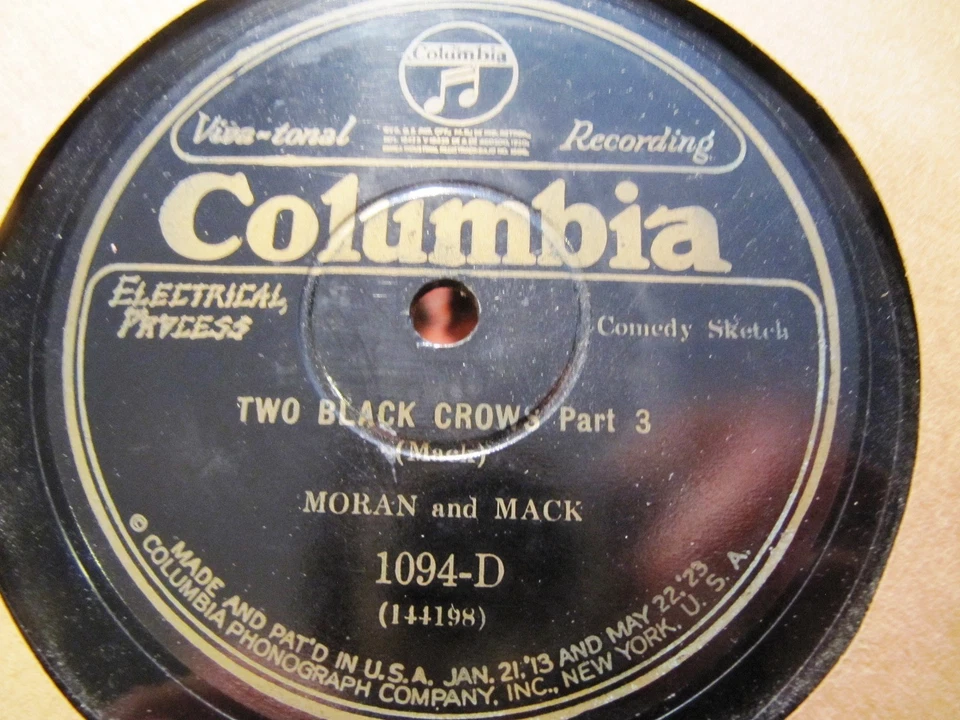 Columbia
Viva-tonal Recording
Columbia
ELECTRICAL
PROCESS
Comedy Sketch
TWO BLACK CROWS Part 3
(Mack)
MORAN and MACK
1094-D
(144198)
MADE AND PAT'D IN U.S.A. JAN. 21.'13 AND MAY 22.'23
© COLUMBIA PHONOGRAPH COMPANY, INC., NEW YORK, U. S. A.